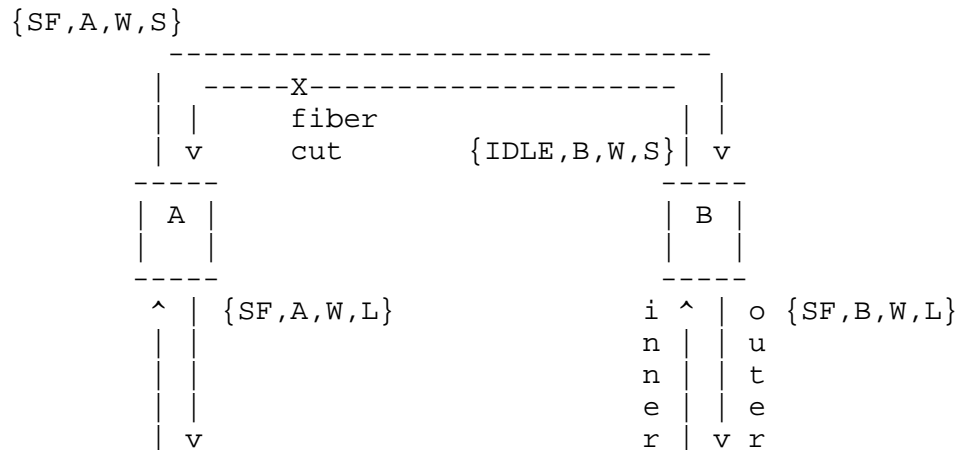 {SF,A,W,S}
X
fiber
v cut {IDLE,B,W,S} v
A B
^ {SF,A,W,L} i ^ o {SF,B,W,L}
n u
n t
e e
v r v r